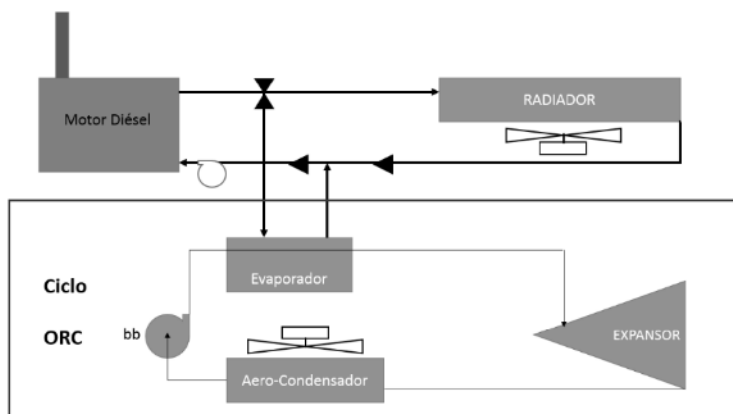 Motor Diésel
RADIADOR
Evaporador
Ciclo
ORC
bb
EXPANSOR
Aero-Condensador